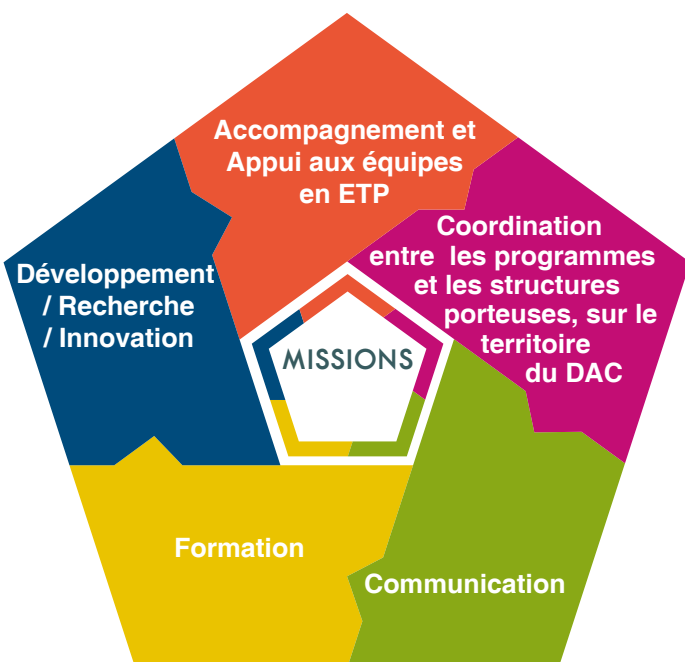 Accompagnement et
Appui aux équipes
en ETP
Coordination
entre les programmes
et les structures
porteuses, sur le
territoire
du DAC
Développement
/ Recherche
/ Innovation
MISSIONS
Formation
Communication